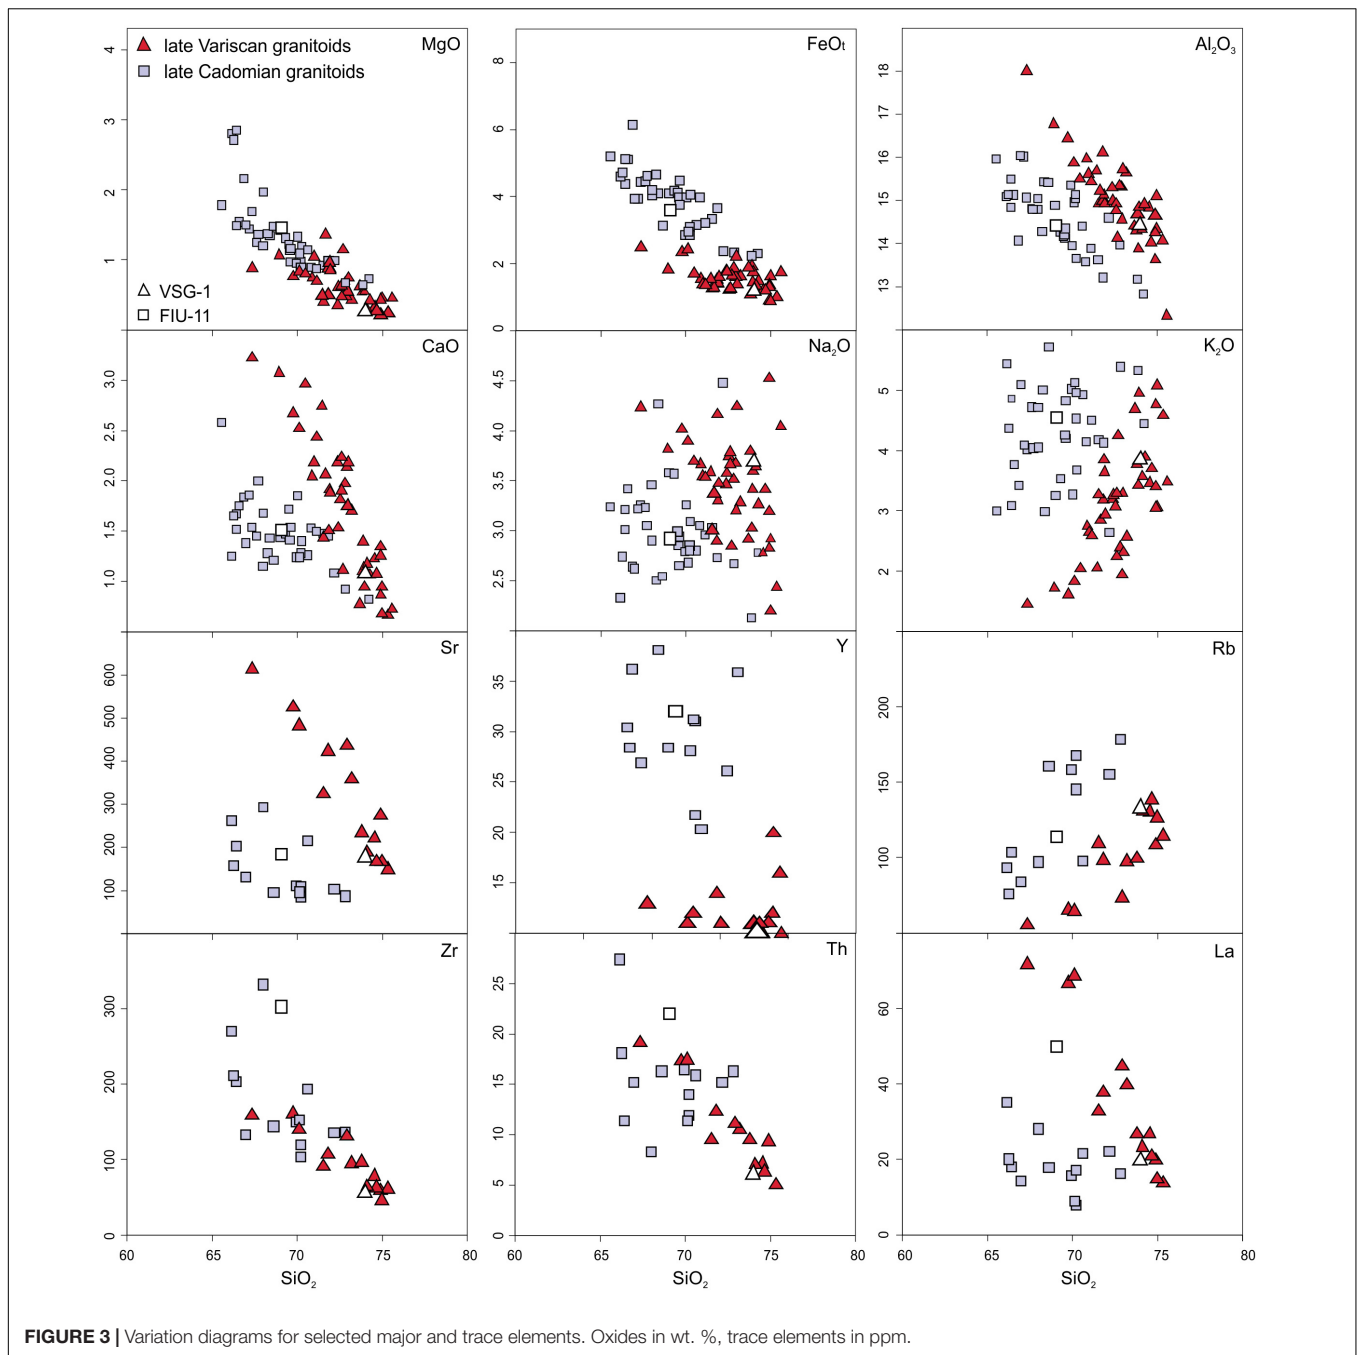 late Variscan granitoids
late Cadomian granitoids
VSG-1
FIU-11
MgO
4
3
2
1
FeOt
8
6
4
2
0
Al2O3
18
17
16
15
14
13
CaO
3.0
2.5
2.0
1.5
1.0
Na2O
4.5
4.0
3.5
3.0
2.5
K2O
5
4
3
2
Sr
600
500
400
300
200
100
Y
35
30
25
20
15
Rb
200
150
100
Zr
300
200
100
0
Th
25
20
15
10
5
0
La
60
40
20
0
60 65 70 75 80
SiO2
60 65 70 75 80
SiO2
60 65 70 75 80
SiO2
FIGURE 3 | Variation diagrams for selected major and trace elements. Oxides in wt. %, trace elements in ppm.